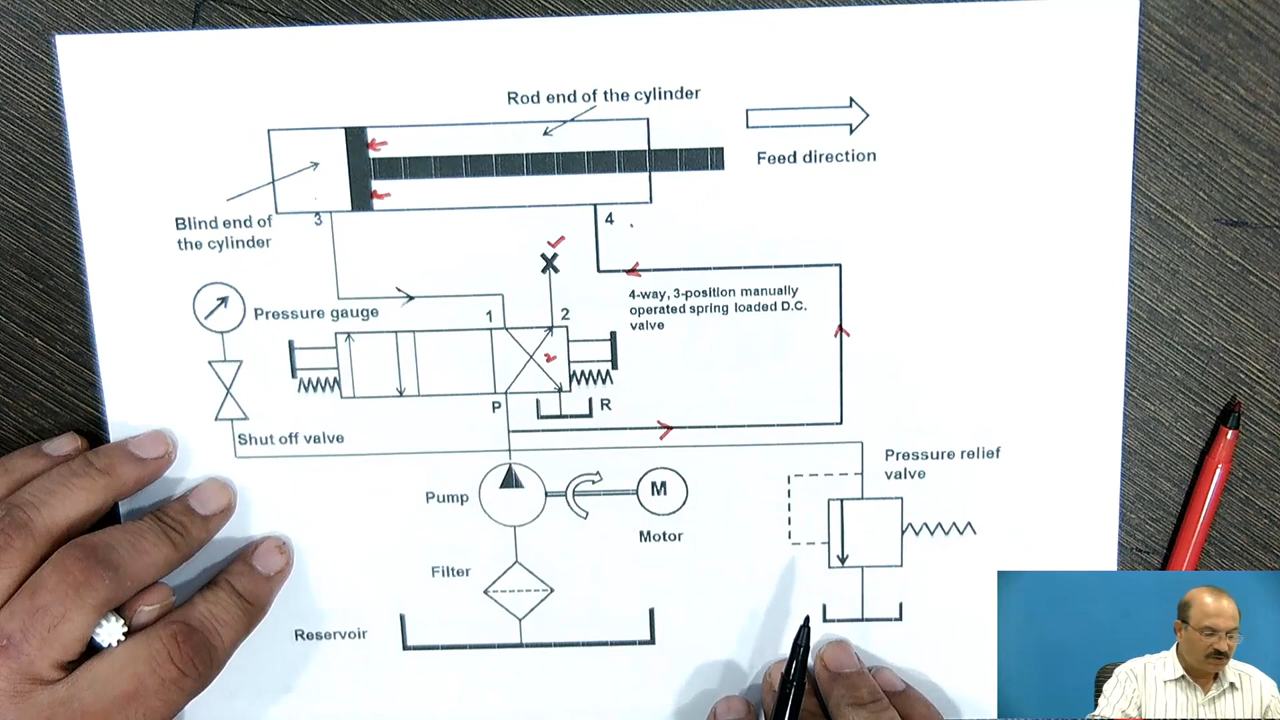 Rod end of the cylinder
Feed direction
Blind end of
the cylinder
3
4
Pressure gauge
1
2
4-way, 3-position manually
operated spring loaded D.C.
valve
2
P
R
Shut off valve
Pressure relief
valve
Pump
M
Motor
Filter
Reservoir